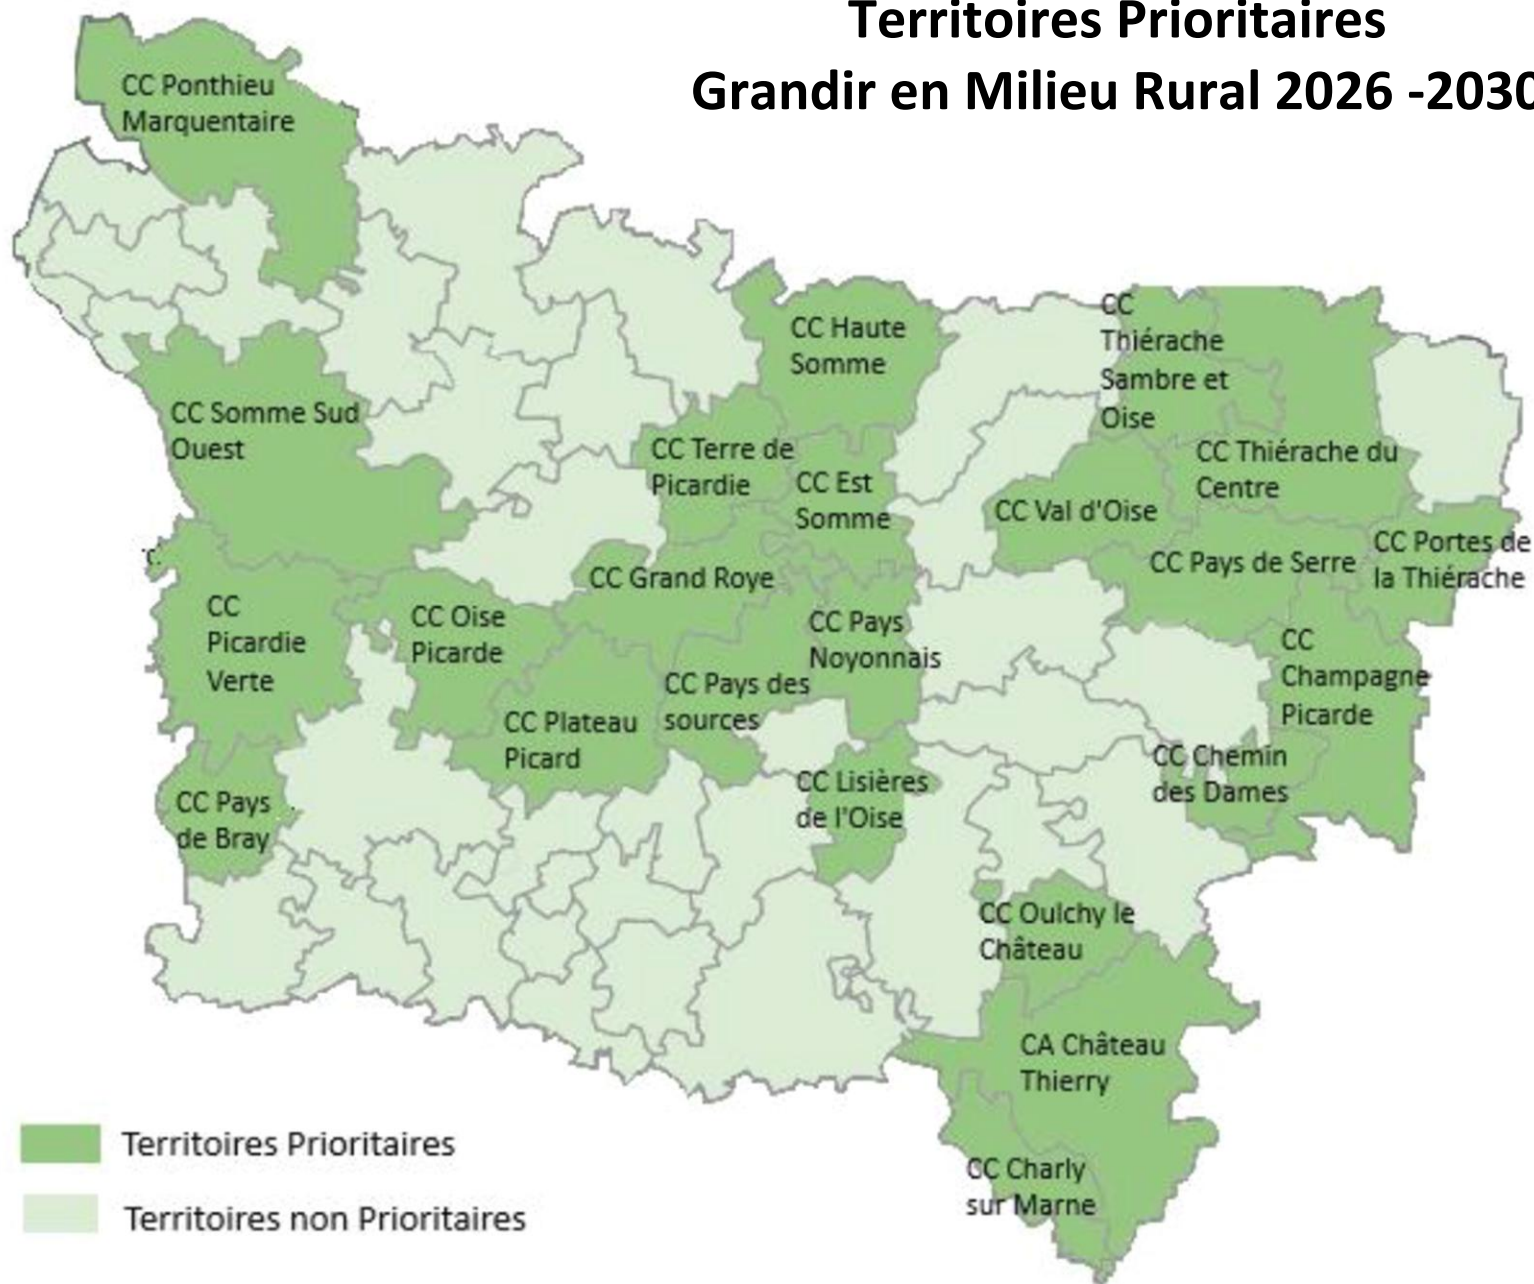 Territoires Prioritaires
Grandir en Milieu Rural 2026 -2030
CC Ponthieu
Marquentaire
CC Haute
Somme
CC
Thiérache
Sambre et
Oise
CC Somme Sud
Ouest
CC Terre de
Picardie
CC Est
Somme
CC Val d'Oise
CC Thiérache du
Centre
CC Pays de Serre
CC Portes de
la Thiérache
CC Grand Roye
CC
Picardie
Verte
CC Oise
Picarde
CC Pays
Noyonnais
CC
Champagne
Picarde
CC Plateau
Picard
CC Pays des
sources
CC Chemin
des Dames
CC Pays
de Bray
CC Lisières
de l'Oise
CC Oulchy le
Château
CA Château
Thierry
CC Charly
sur Marne
Territoires Prioritaires
Territoires non Prioritaires